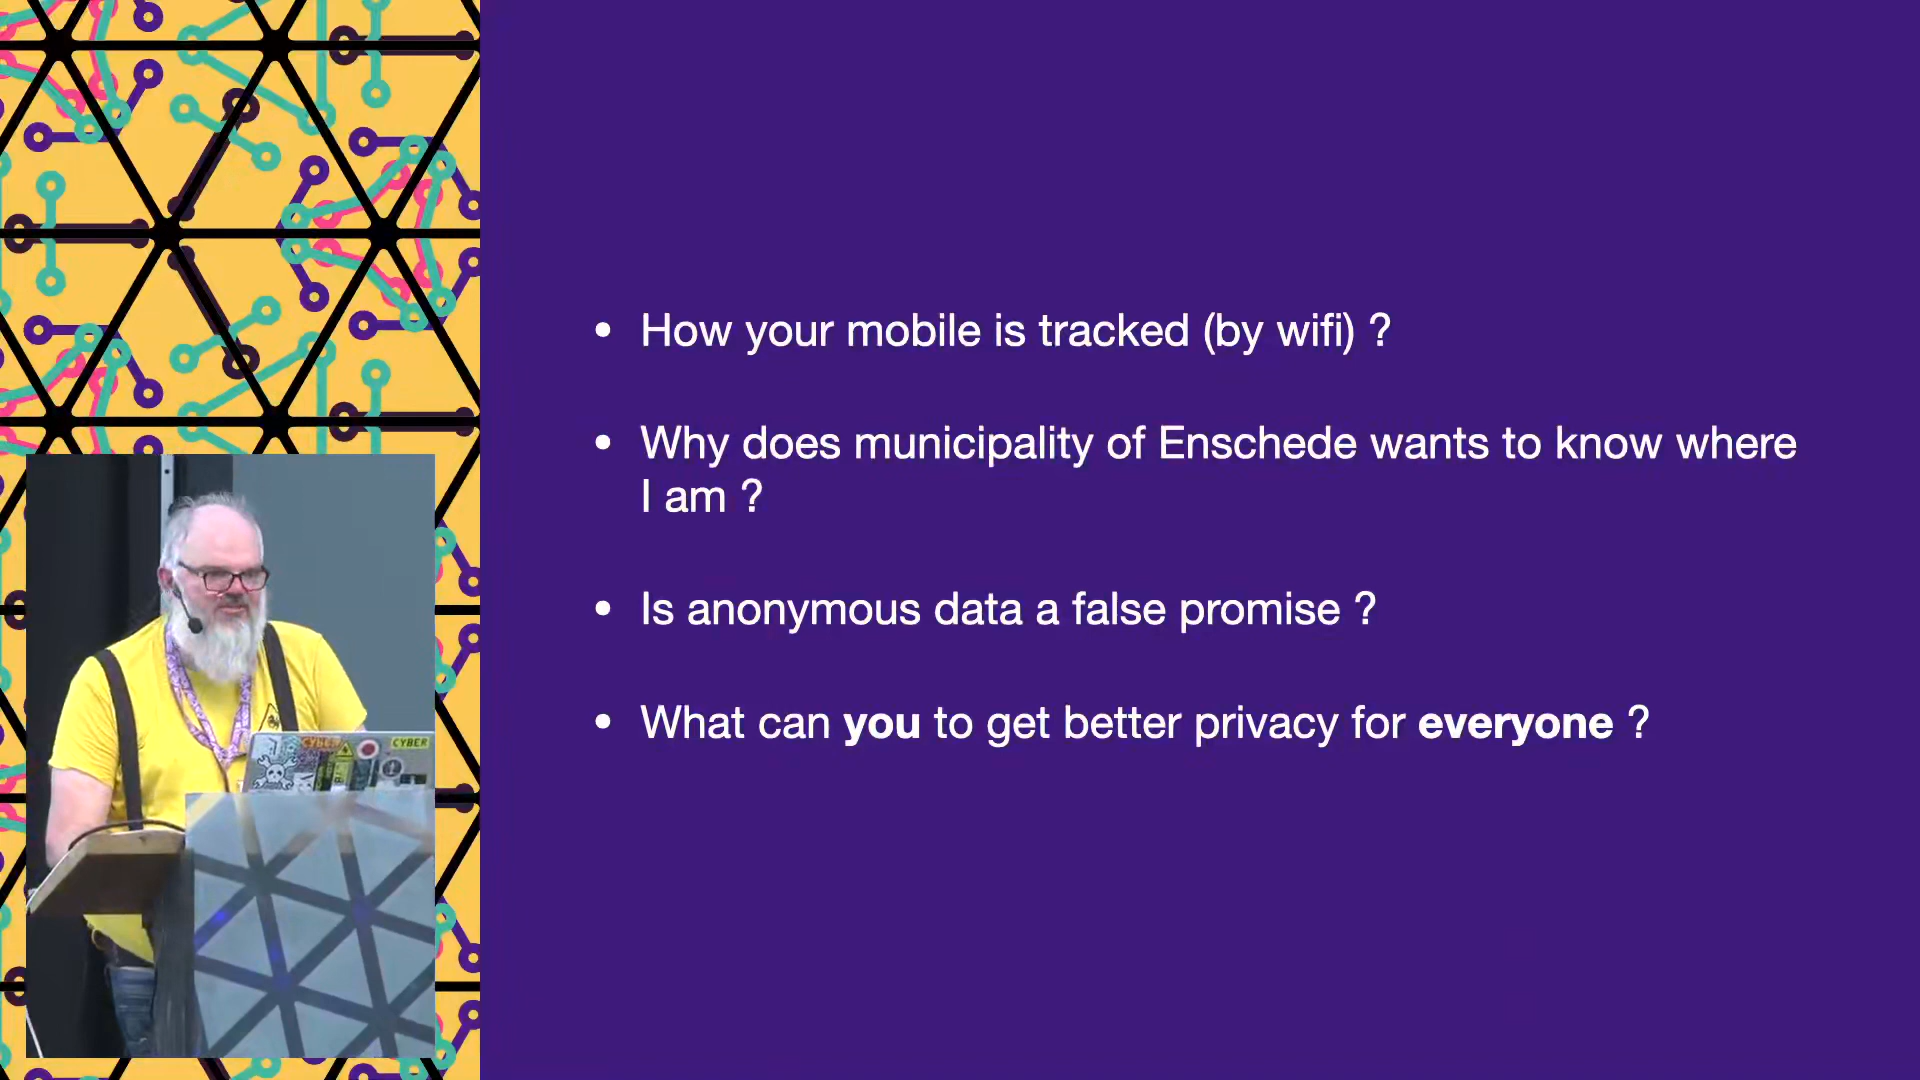 • How your mobile is tracked (by wifi) ?
• Why does municipality of Enschede wants to know where
I am ?
• Is anonymous data a false promise ?
• What can you to get better privacy for everyone ?
CYBER
CYBER